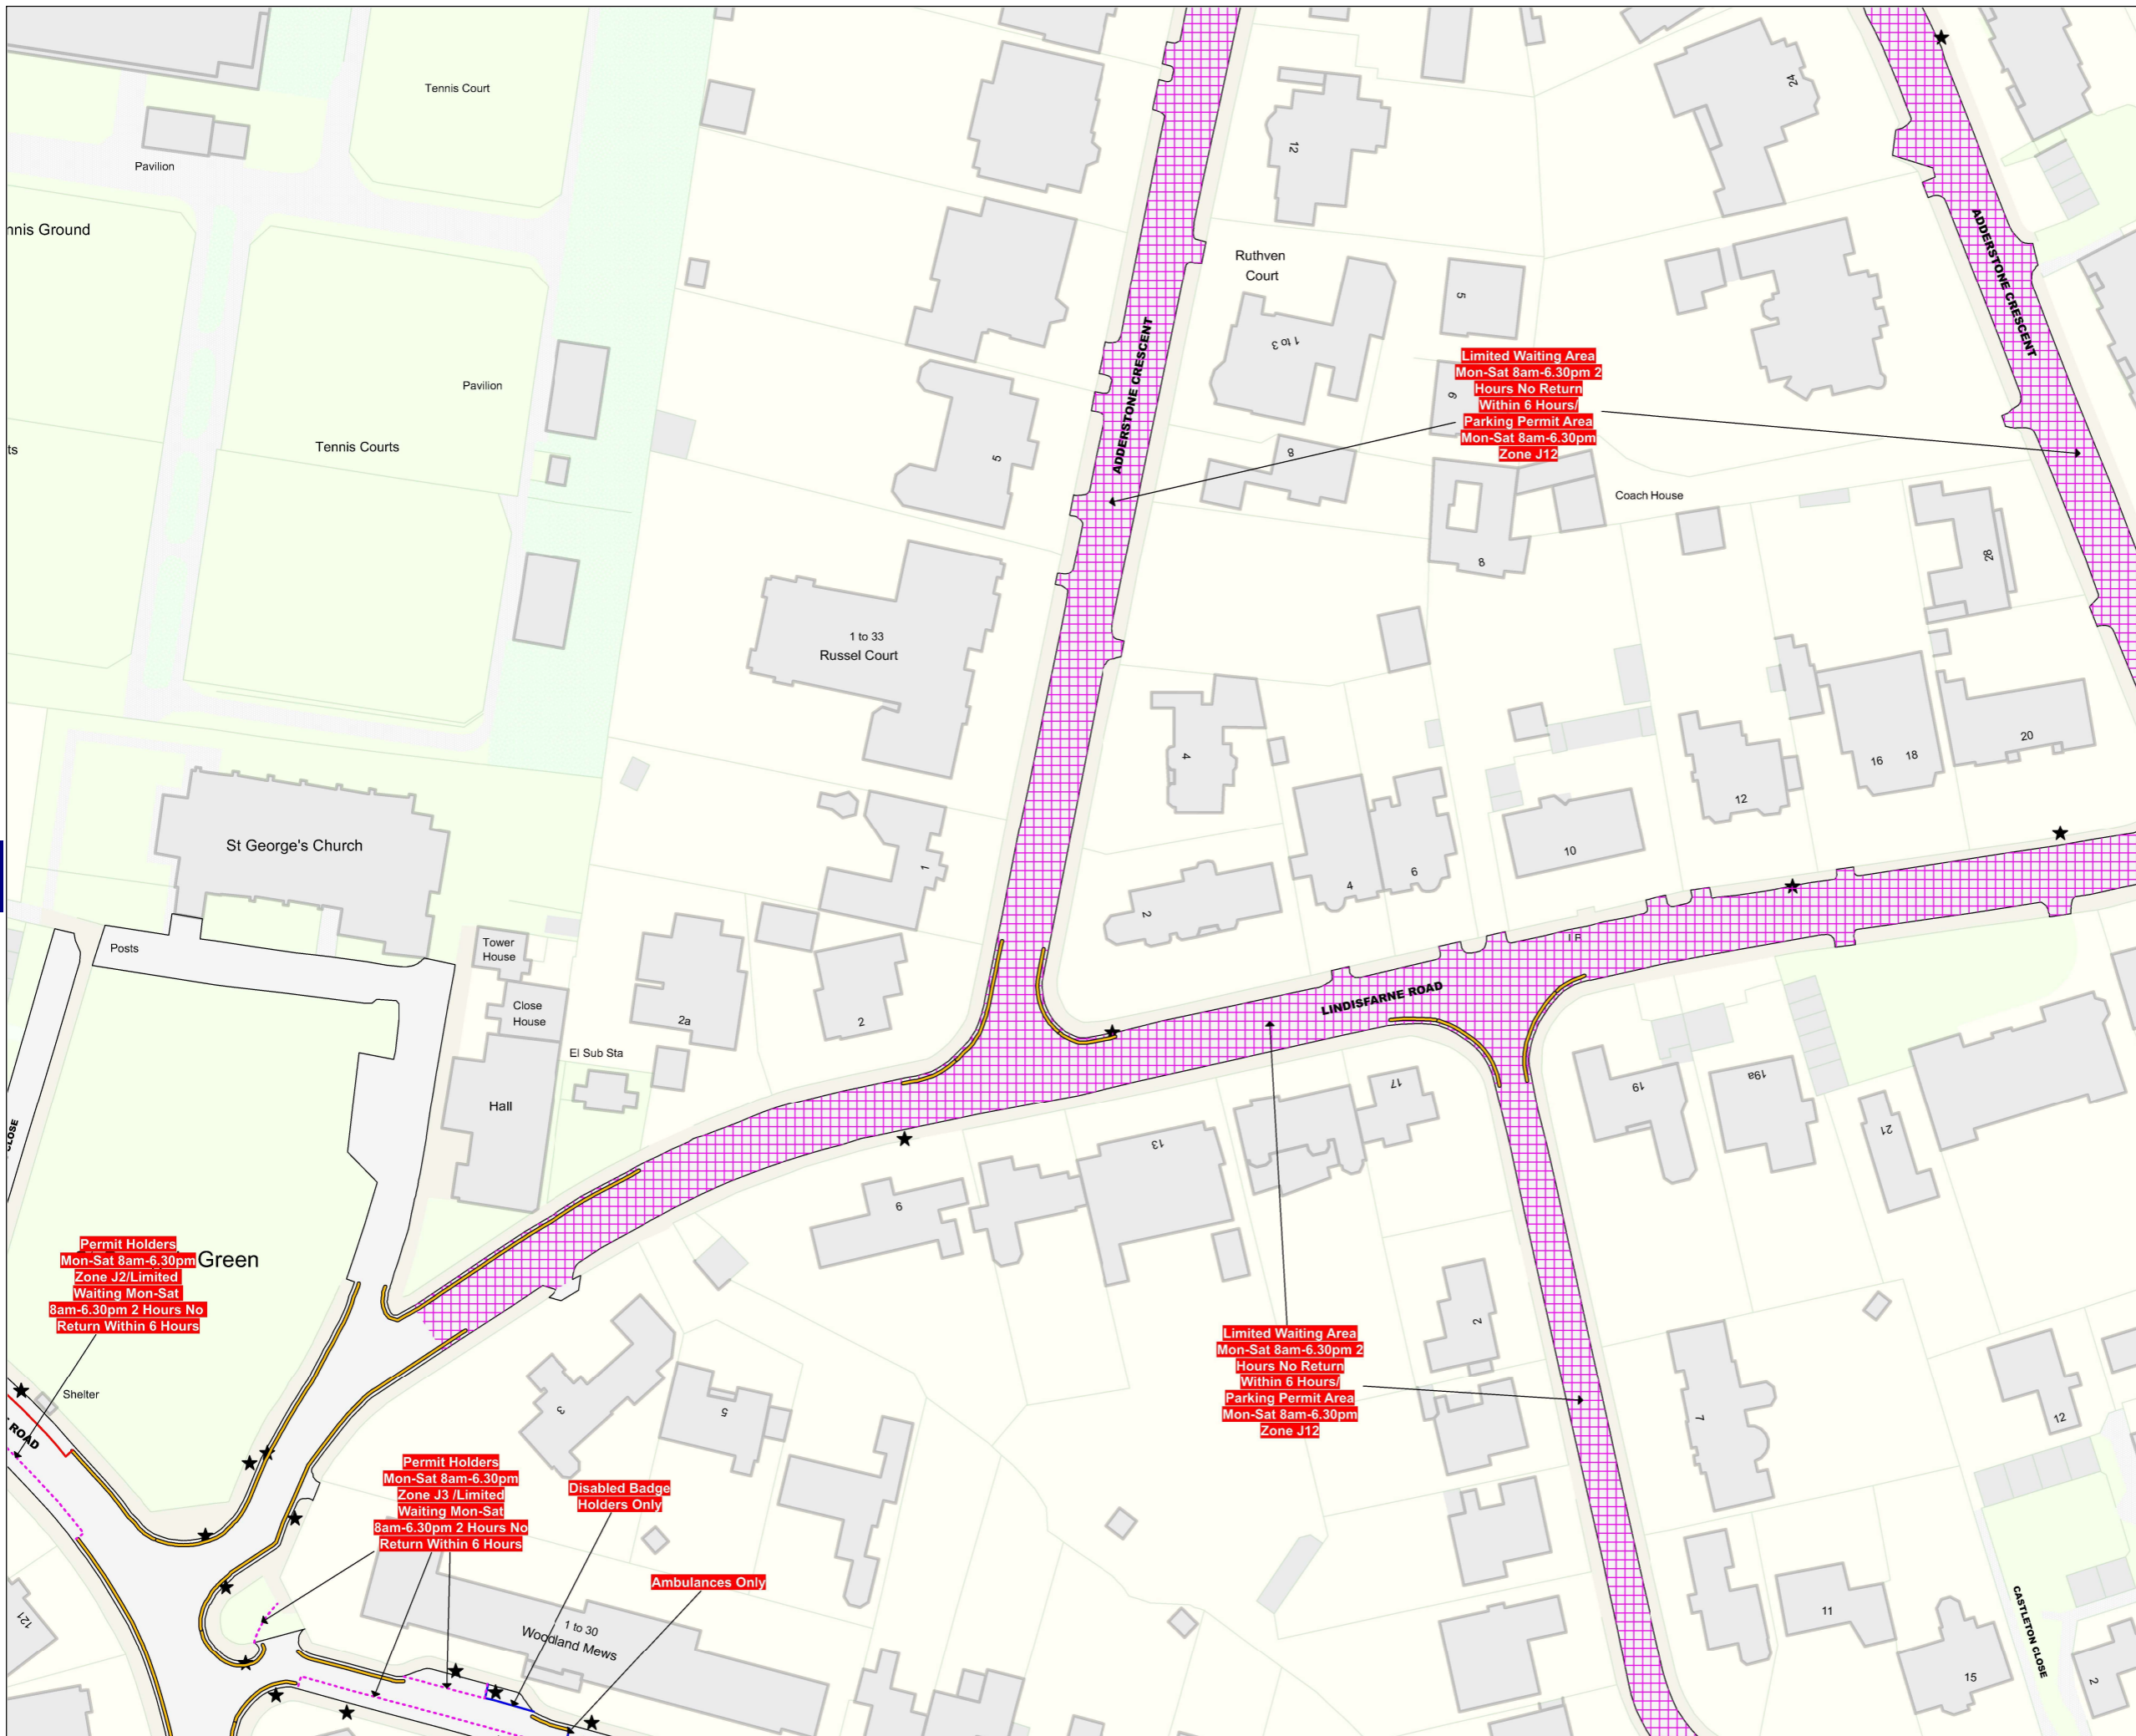 Tennis Court
24
Pavilion
12
nnis Ground
Ruthven
Court
5
1 to 3
ADDERSTONE CRESCENT
ADDERSTONE CRESCENT
Limited Waiting Area
Mon-Sat 8am-6.30pm 2
Hours No Return
Within 6 Hours/
Parking Permit Area
Mon-Sat 8am-6.30pm
Zone J12
Pavilion
6
ts
Tennis Courts
5
8
Coach House
8
28
1 to 33
Russel Court
4
20
16
18
12
St George's Church
1
10
6
4
2
Posts
Tower
House
Close
House
2a
2
LINDISFARNE ROAD
El Sub Sta
Hall
17
19
19a
21
13
9
CLOSE
Green
Permit Holders
Mon-Sat 8am-6.30pm
Zone J2/Limited
Waiting Mon-Sat
8am-6.30pm 2 Hours No
Return Within 6 Hours
Limited Waiting Area
Mon-Sat 8am-6.30pm 2
Hours No Return
Within 6 Hours/
Parking Permit Area
Mon-Sat 8am-6.30pm
Zone J12
2
Shelter
3
5
7
12
ROAD
Permit Holders
Mon-Sat 8am-6.30pm
Zone J3 /Limited
Waiting Mon-Sat
8am-6.30pm 2 Hours No
Return Within 6 Hours
Disabled Badge
Holders Only
Ambulances Only
121
1 to 30
Woodland Mews
11
15
CASTLETON CLOSE
2